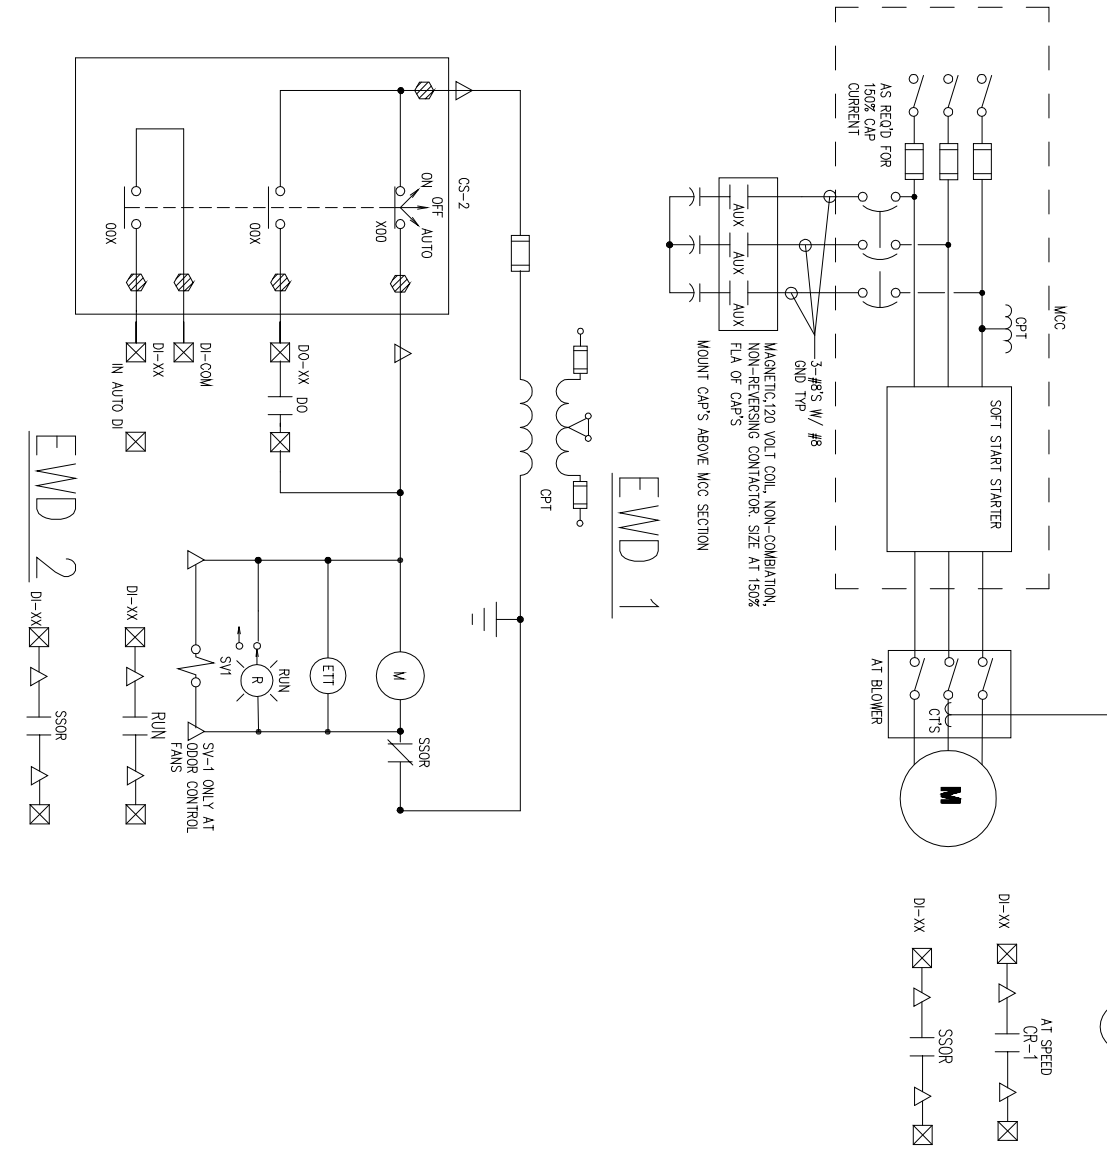 MCC
AS REQ'D FOR
150% CAP
CURRENT
CPT
SOFT START STARTER
3-#8'S W/ #8
GND TYP
AUX
AUX
AUX
MAGNETIC,120 VOLT COIL, NON-COMBIATION,
NON-REVERSING CONTACTOR. SIZE AT 150%
FLA OF CAP'S
MOUNT CAP'S ABOVE MCC SECTION
AT BLOWER
CT'S
M
DI-XX
AT SPEED
CR-1
DI-XX
SSOR
EWD 1
CPT
CS-2
ON
OFF
AUTO
X00
00X
00X
DO-XX
DO
DI-COM
DI-XX
IN AUTO DI
M
SSOR
ETT
RUN
R
SV1
SV-1 ONLY AT
ODOR CONTROL
FANS
DI-XX
RUN
DI-XX
SSOR
EWD 2